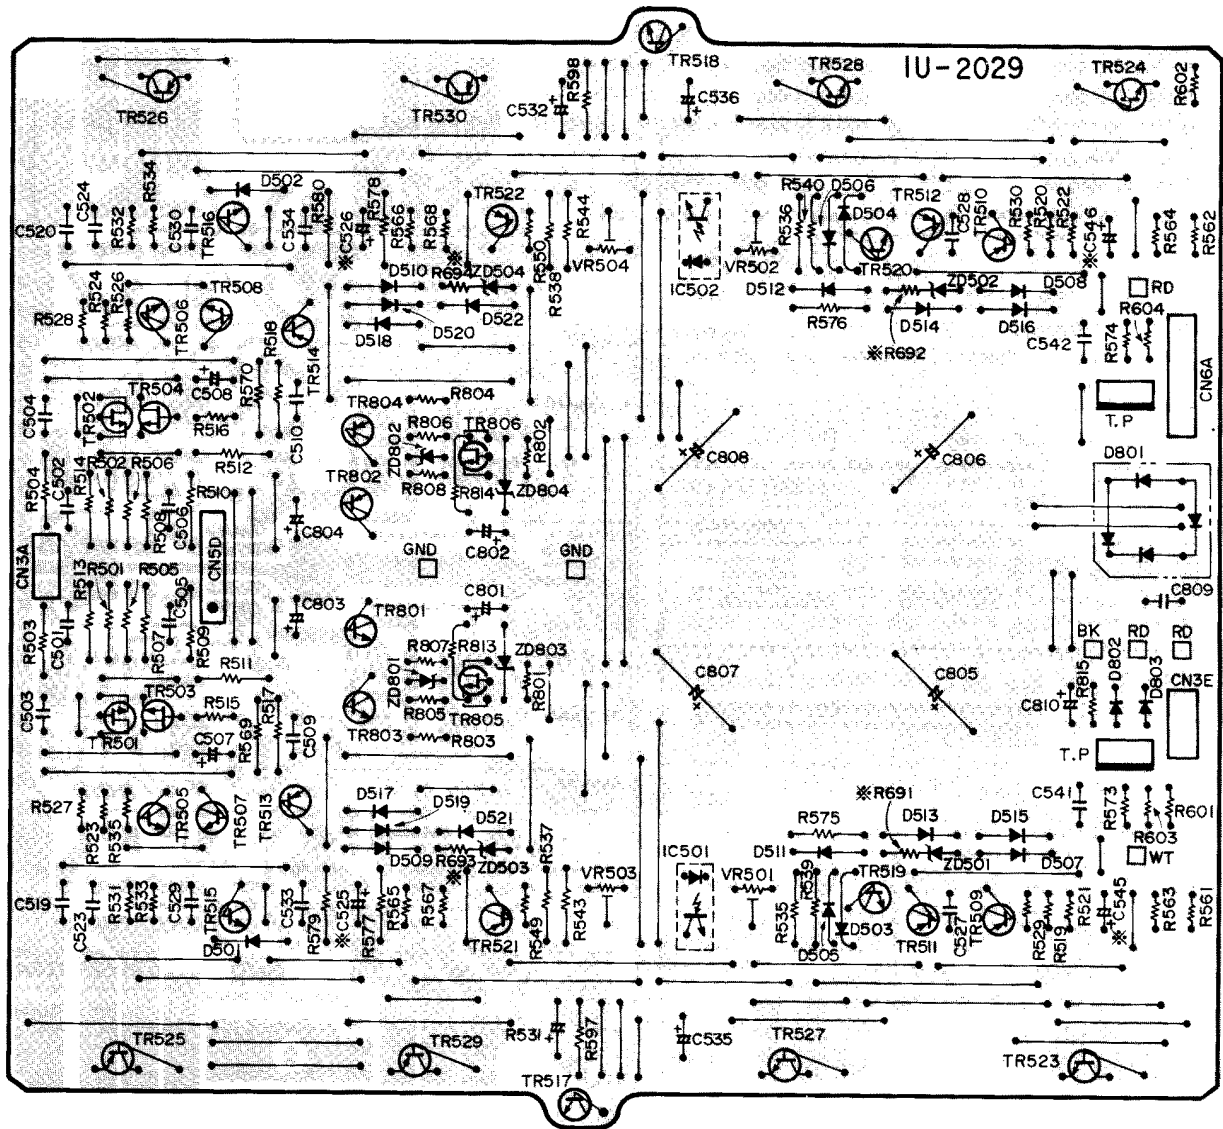 TR518
TR528
1U-2029
TR524
R602
TR526
TR530
C532
R598
C536
C520
C524
R532
R534
C530
TR516
D502
C534
R580
※C526
R578
R566
R568
TR522
R550
R538
R544
VR504
IC502
VR502
R536
R540
D506
D504
TR520
TR512
C528
TR510
R530
R520
R522
※C546
R564
R562
D510
※
R694
ZD504
D512
ZD502
D508
RD
R528
R524
R526
TR506
TR508
R518
TR514
D518
D520
D522
R576
D514
※R692
D516
C542
R574
R604
CN6A
C504
TR502
TR504
C508
R570
R516
C510
R512
TR804
R804
R806
TR806
R802
ZD802
R808
R814
ZD804
C808
C806
T.P
D801
R504
C502
R514
R502
R506
R508
C506
R510
TR802
C804
C802
CN3A
CN5D
GND
GND
R513
R501
R505
C505
C803
C801
C809
R503
C501
R507
R509
TR801
R807
R813
ZD803
BK
RD
RD
R511
ZD801
R801
C807
C805
C503
TR503
R515
R517
C509
R805
TR805
R815
D802
D803
CN3E
C810
TR501
C507
R569
TR803
R803
T.P
R527
R523
R535
TR505
TR507
TR513
D517
D519
D521
R537
※R691
R575
D513
D515
C541
R573
R603
R601
D509
R693
※
ZD503
VR503
IC501
VR501
D511
R539
TR519
ZD501
D507
WT
C519
C523
R531
R533
C529
TR515
D501
C533
R579
※C525
R577
R565
R567
TR521
R549
R543
R535
D505
D503
TR511
C527
TR509
R529
R519
R521
※C545
R563
R561
TR525
TR529
R531
R597
C535
TR527
TR523
TR517